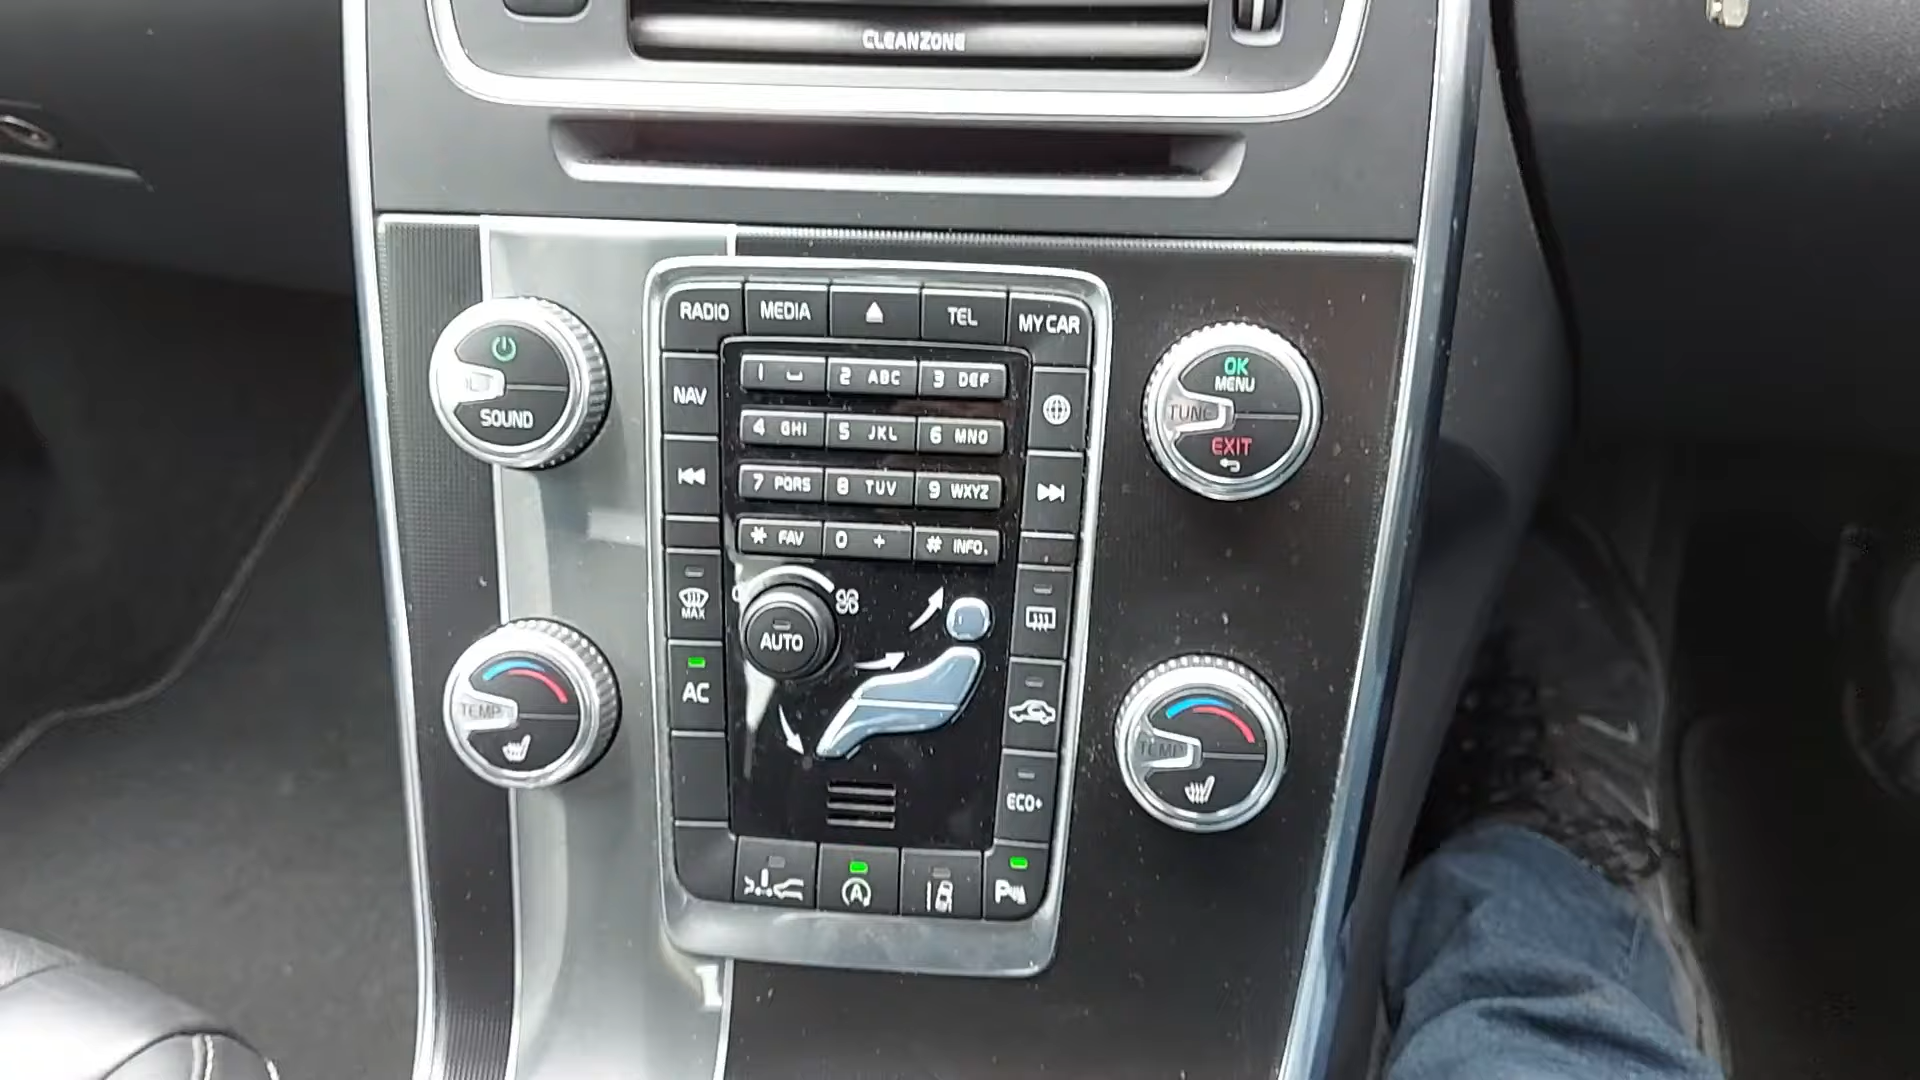 CLEANZONE
RADIO MEDIA TEL MY CAR
NAV
1 2 ABC 3 DEF
4 GHI 5 JKL 6 MNO
7 PQRS 8 TUV 9 WXYZ
* FAV 0 + # INFO.
SOUND
OK
MENU
TUNE
EXIT
MAX
AUTO
AC
TEMP
TEMP
ECO+
A